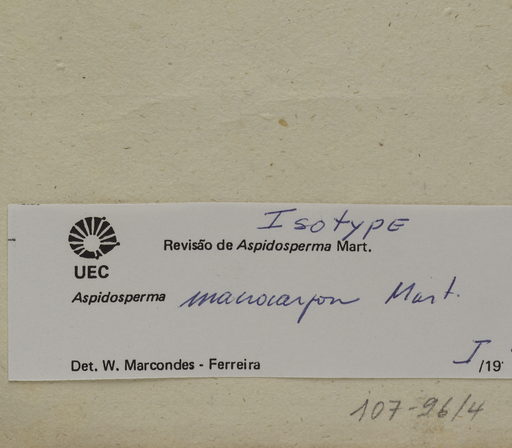 Isotype
Revisão de Aspidosperma Mart.
UEC
Aspidosperma macrocarpon Mart.
Det. W. Marcondes - Ferreira
I/19
107-96/4